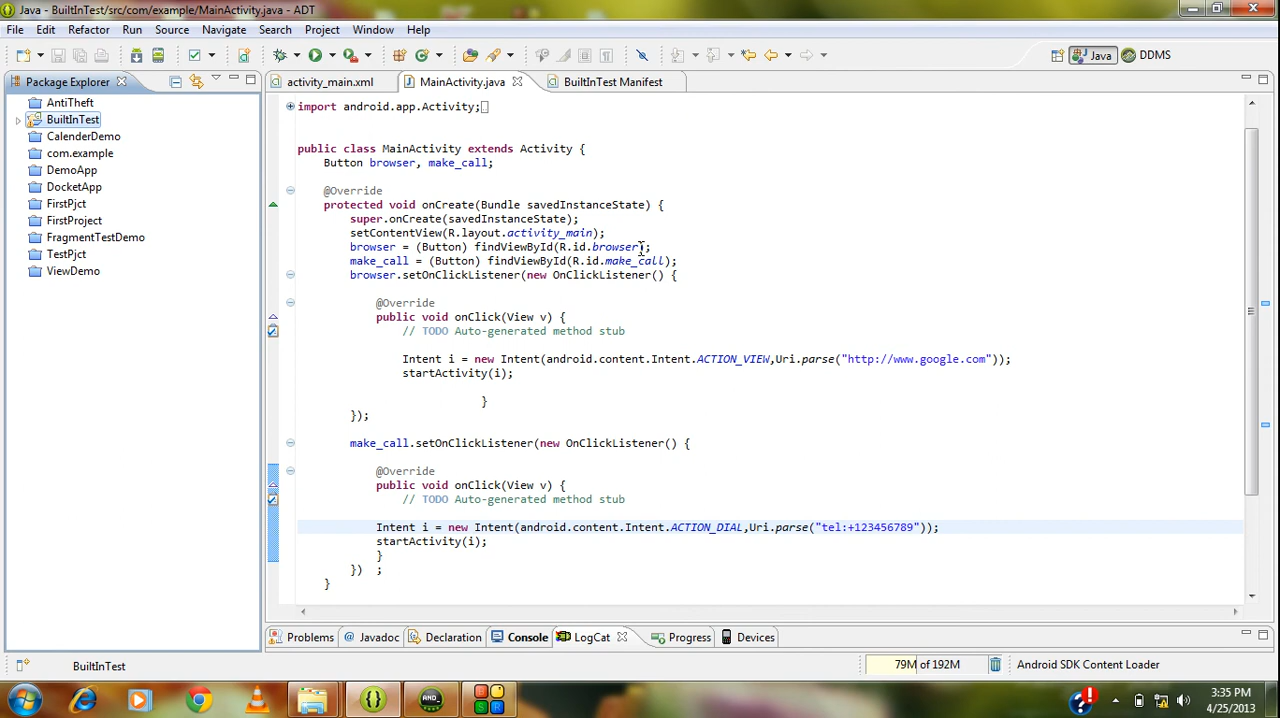 Java - BuiltInTest/src/com/example/MainActivity.java - ADT
File Edit Refactor Run Source Navigate Search Project Window Help
Java DDMS
Package Explorer
AntiTheft
BuiltInTest
CalenderDemo
com.example
DemoApp
DocketApp
FirstPjct
FirstProject
FragmentTestDemo
TestPjct
ViewDemo
activity_main.xml MainActivity.java BuiltInTest Manifest
import android.app.Activity;
public class MainActivity extends Activity {
Button browser, make_call;
@Override
protected void onCreate(Bundle savedInstanceState) {
super.onCreate(savedInstanceState);
setContentView(R.layout.activity_main);
browser = (Button) findViewById(R.id.browser);
make_call = (Button) findViewById(R.id.make_call);
browser.setOnClickListener(new OnClickListener() {
@Override
public void onClick(View v) {
// TODO Auto-generated method stub
Intent i = new Intent(android.content.Intent.ACTION_VIEW,Uri.parse("http://www.google.com"));
startActivity(i);
}
});
make_call.setOnClickListener(new OnClickListener() {
@Override
public void onClick(View v) {
// TODO Auto-generated method stub
Intent i = new Intent(android.content.Intent.ACTION_DIAL,Uri.parse("tel:+123456789"));
startActivity(i);
}
}) ;
}
Problems Javadoc Declaration Console LogCat Progress Devices
BuiltInTest 79M of 192M Android SDK Content Loader
3:35 PM
4/25/2013